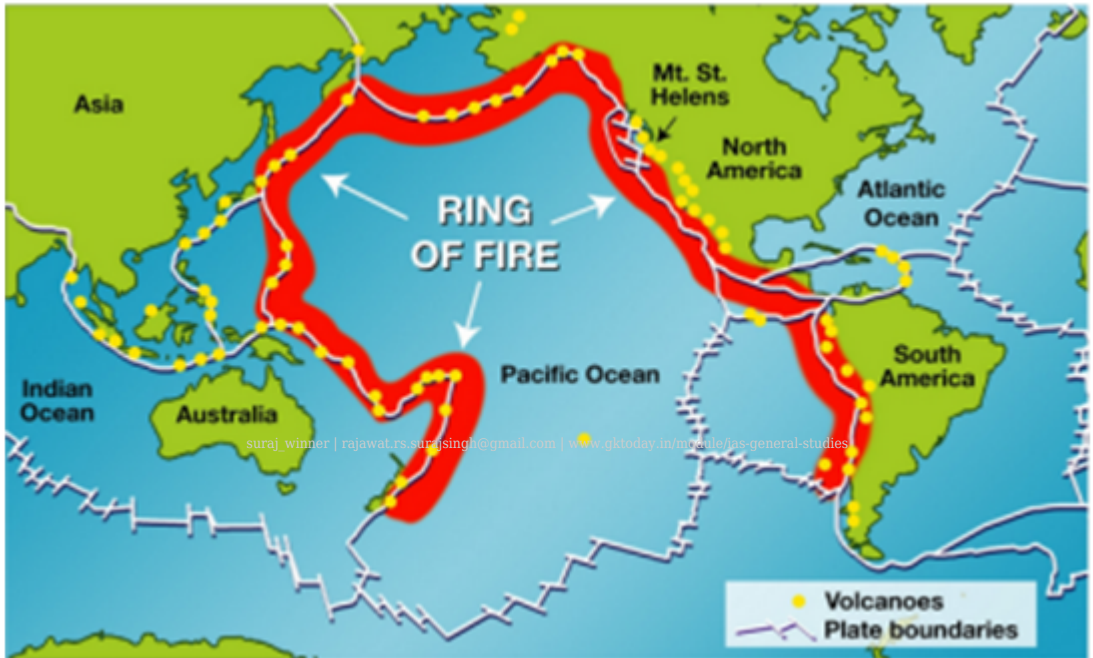 Asia
Mt. St.
Helens
North
America
Atlantic
Ocean
RING
OF FIRE
Pacific Ocean
South
America
Indian
Ocean
Australia
suraj_winner | rajawat.rs.surajsingh@gmail.com | www.gktoday.in/module/ias-general-studies
Volcanoes
Plate boundaries